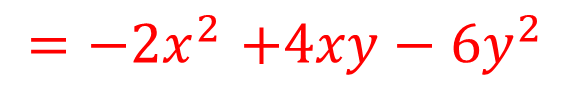 = −2x² +4xy − 6y²